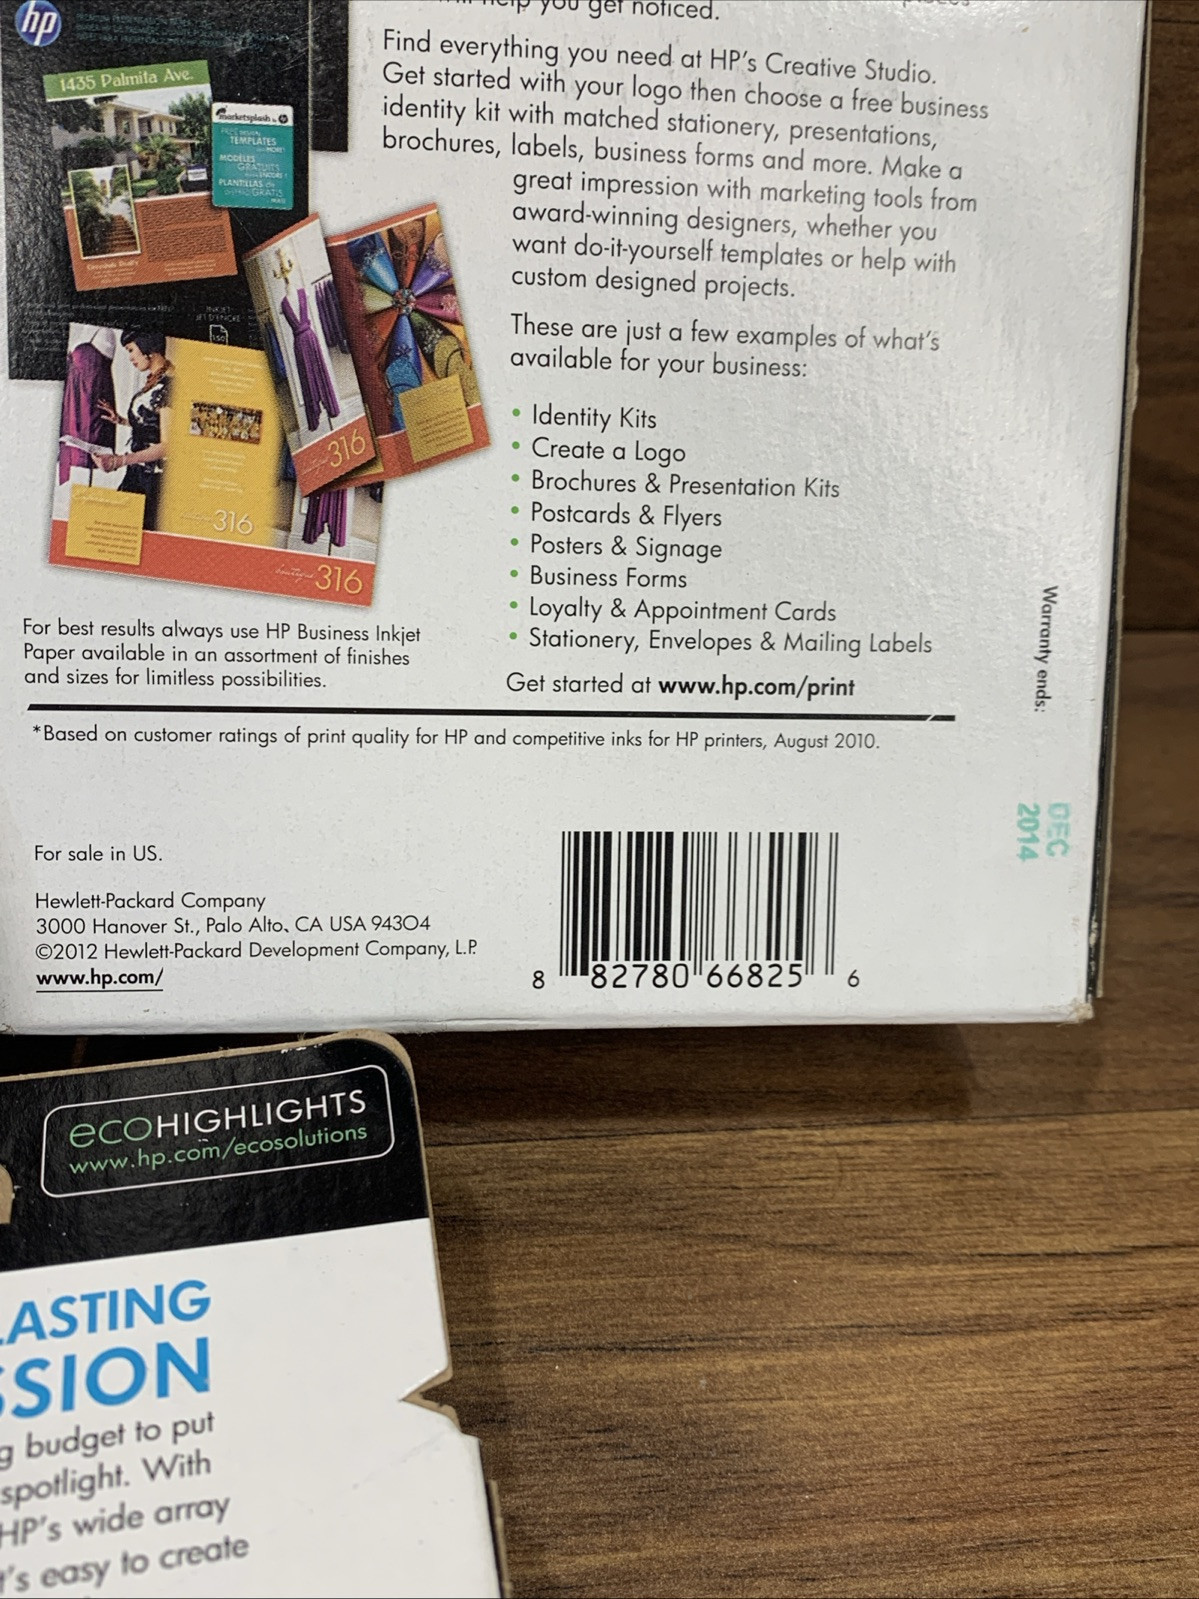 hp
help you get noticed.
Find everything you need at HP's Creative Studio.
Get started with your logo then choose a free business
identity kit with matched stationery, presentations,
brochures, labels, business forms and more. Make a
great impression with marketing tools from
award-winning designers, whether you
want do-it-yourself templates or help with
custom designed projects.
These are just a few examples of what's
available for your business:
• Identity Kits
• Create a Logo
• Brochures & Presentation Kits
• Postcards & Flyers
• Posters & Signage
• Business Forms
• Loyalty & Appointment Cards
• Stationery, Envelopes & Mailing Labels
Get started at www.hp.com/print
1435 Palmita Ave.
marketsplash
TEMPLATES
MODÈLES
GRATUITS
PLANTILLAS
GRATIS
316
316
316
For best results always use HP Business Inkjet
Paper available in an assortment of finishes
and sizes for limitless possibilities.
*Based on customer ratings of print quality for HP and competitive inks for HP printers, August 2010.
Warranty ends:
DEC
2014
For sale in US.
Hewlett-Packard Company
3000 Hanover St., Palo Alto, CA USA 94304
©2012 Hewlett-Packard Development Company, L.P.
www.hp.com/
8 82780 66825 6
ecoHIGHLIGHTS
www.hp.com/ecosolutions
LASTING
SSION
g budget to put
spotlight. With
HP's wide array
t's easy to create